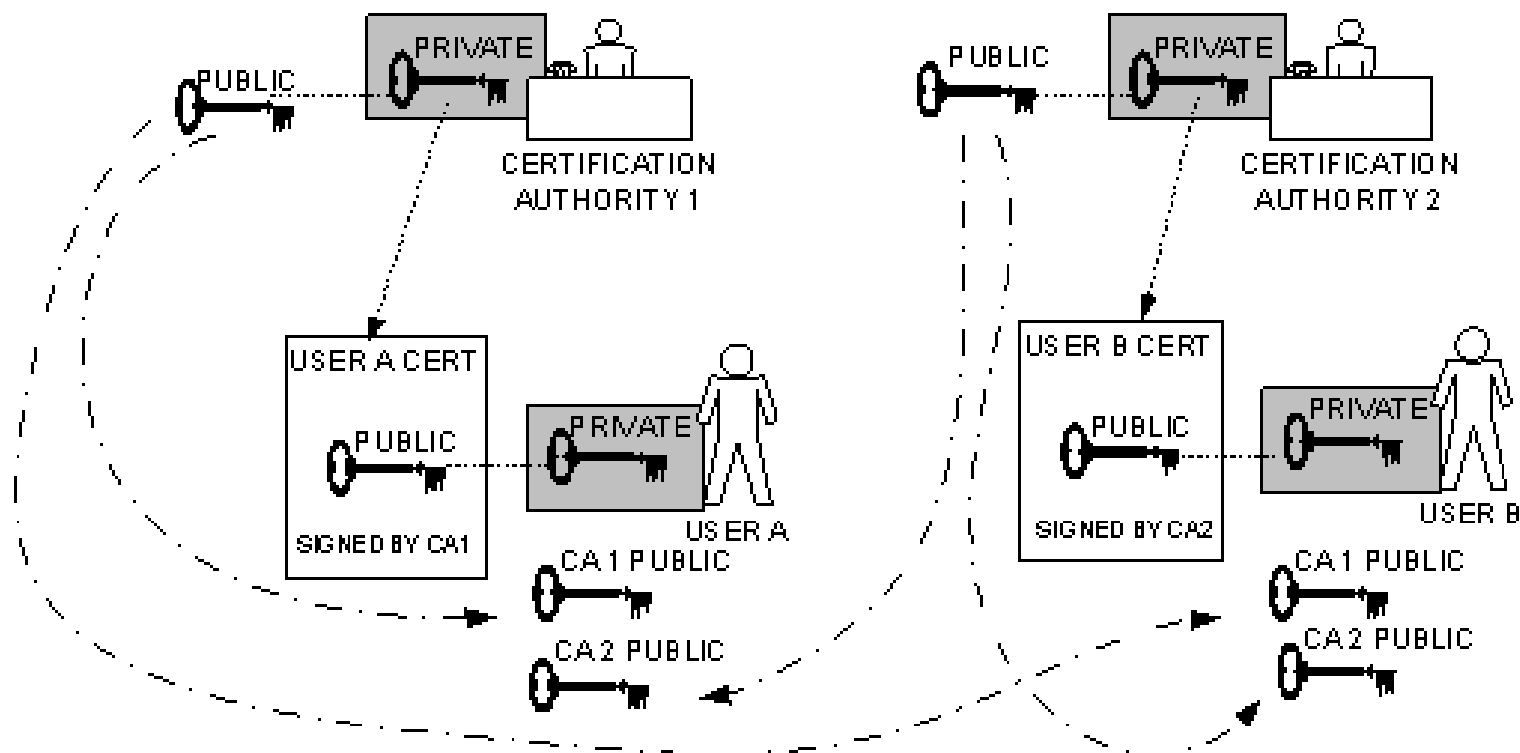 PUBLIC
PRIVATE
CERTIFICATION
AUTHORITY 1
PUBLIC
PRIVATE
CERTIFICATION
AUTHORITY 2
USER A CERT
PUBLIC
SIGNED BY CA1
PRIVATE
USER A
CA1 PUBLIC
CA2 PUBLIC
USER B CERT
PUBLIC
SIGNED BY CA2
PRIVATE
USER B
CA1 PUBLIC
CA2 PUBLIC